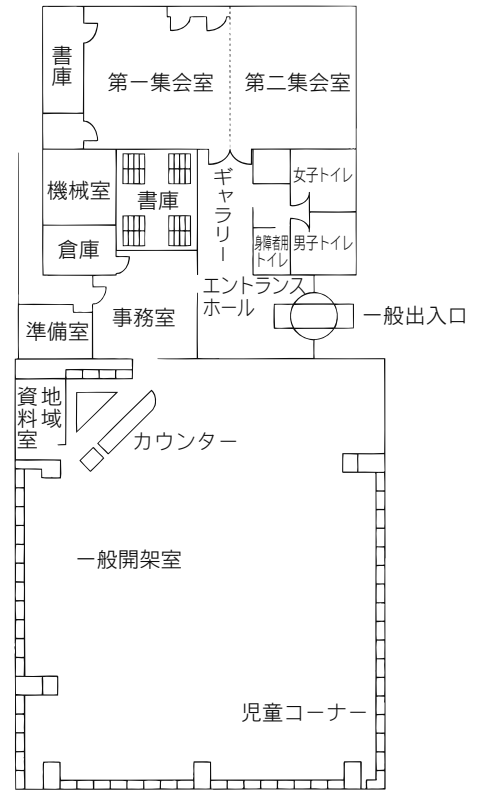 書庫
第一集会室
第二集会室
機械室
書庫
ギャラリー
女子トイレ
倉庫
身障者用
トイレ
男子トイレ
エントランス
ホール
一般出入口
準備室
事務室
地域
資料室
カウンター
一般開架室
児童コーナー